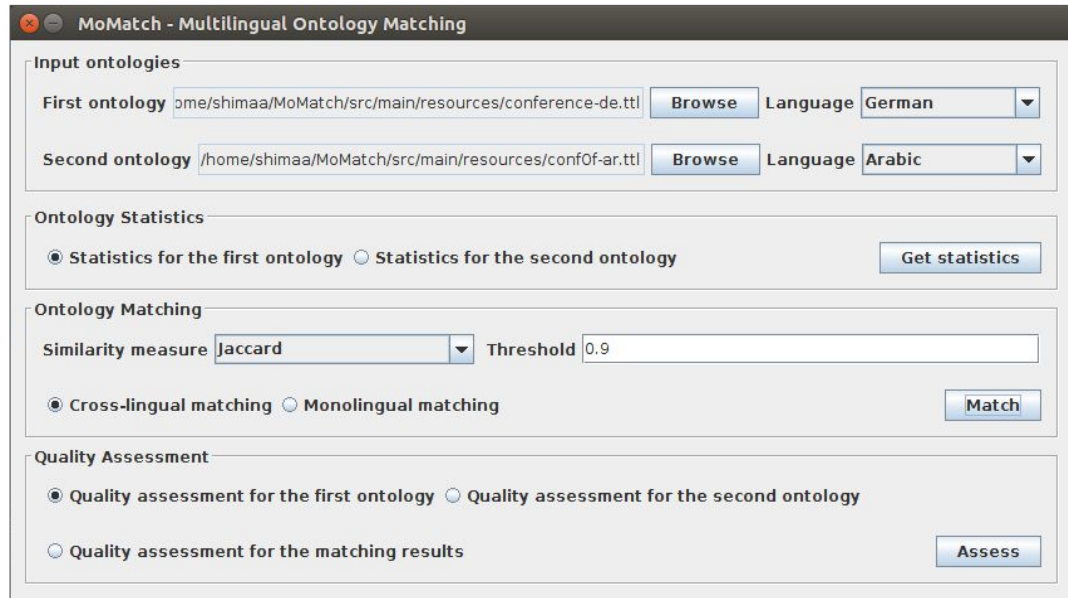 MoMatch - Multilingual Ontology Matching
Input ontologies
First ontology ome/shimaa/MoMatch/src/main/resources/conference-de.ttl Browse Language German
Second ontology /home/shimaa/MoMatch/src/main/resources/confOf-ar.ttl Browse Language Arabic
Ontology Statistics
Statistics for the first ontology Statistics for the second ontology Get statistics
Ontology Matching
Similarity measure Jaccard Threshold 0.9
Cross-lingual matching Monolingual matching Match
Quality Assessment
Quality assessment for the first ontology Quality assessment for the second ontology
Quality assessment for the matching results Assess